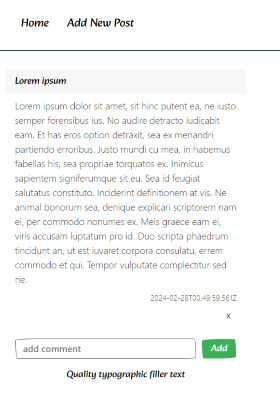 Home Add New Post
Lorem ipsum
Lorem ipsum dolor sit amet, sit hinc putent ea, ne iusto
semper forensibus ius. No audire detracto iudicabit
eam. Et has eros option detraxit, sea ex menandri
partiendo erroribus. Justo mundi cu mea, in habemus
fabellas his, sea propriae torquatos ex. Inimicus
sapientem signiferumque sit eu. Sea id feugiat
salutatus constituto. Inciderint definitionem at vis. Ne
animal bonorum sea, denique explicari scriptorem nam
ei, per commodo nonumes ex. Meis graece eam ei,
viris accusam luptatum pro id. Duo scripta phaedrum
tincidunt an, ut est iuvaret corpora consulatu, errem
commodo et qui. Tempor vulputate complectitur sed
ne.
2024-02-28T00:49:59.561Z
x
add comment Add
Quality typographic filler text